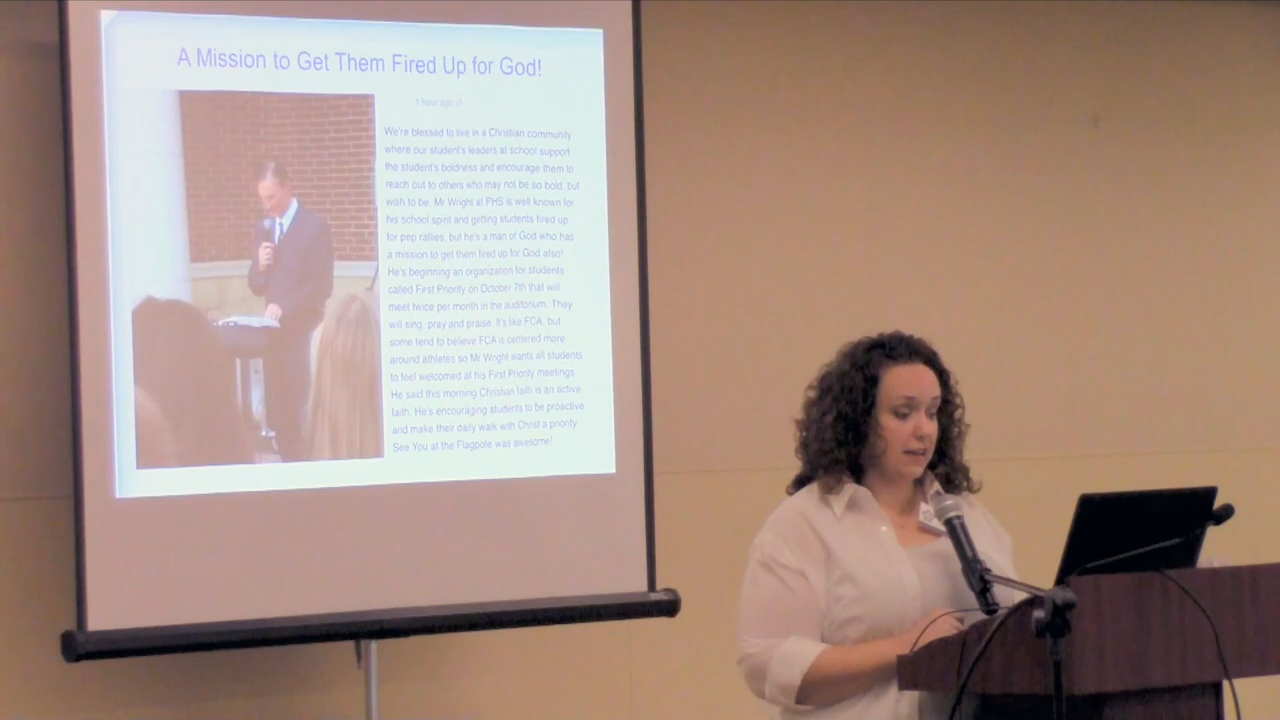 A Mission to Get Them Fired Up for God!
1 hour ago
We're blessed to live in a Christian community
where our student's leaders at school support
the student's boldness and encourage them to
reach out to others who may not be so bold, but
wish to be. Mr Wright at PHS is well known for
his school spirit and getting students fired up
for pep rallies, but he's a man of God who has
a mission to get them fired up for God also!
He's beginning an organization for students
called First Priority on October 7th that will
meet twice per month in the auditorium. They
will sing, pray and praise. It's like FCA, but
some tend to believe FCA is centered more
around athletes so Mr Wright wants all students
to feel welcomed at his First Priority meetings.
He said this morning Christian faith is an active
faith. He's encouraging students to be proactive
and make their daily walk with Christ a priority.
See You at the Flagpole was awesome!